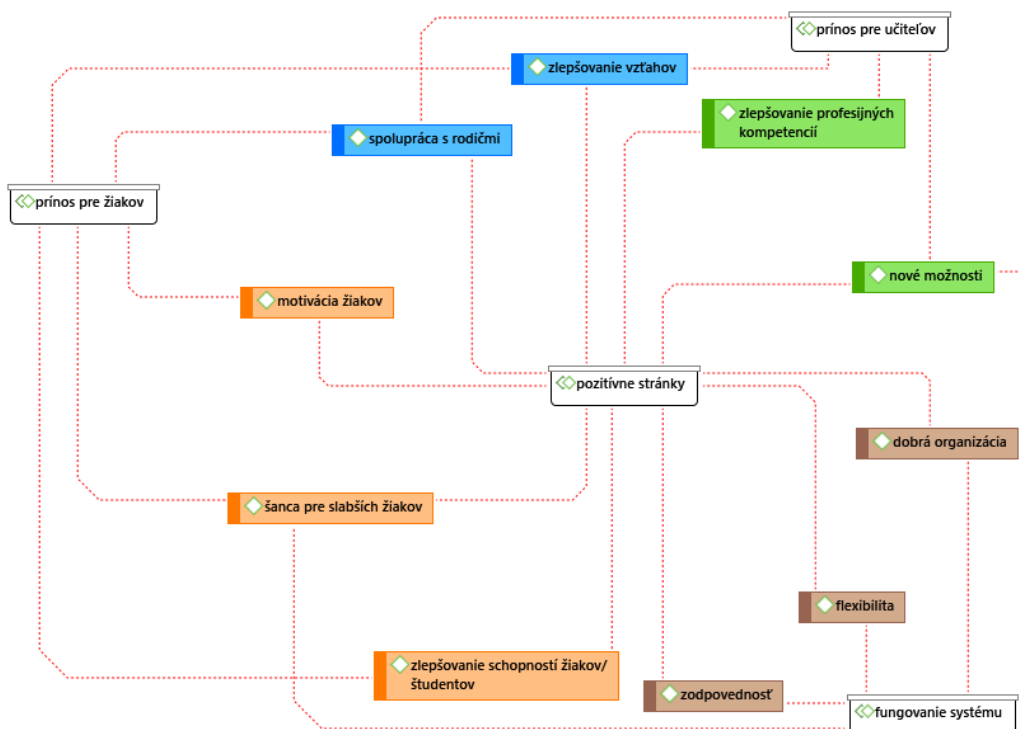 prínos pre učiteľov
zlepšovanie vzťahov
zlepšovanie profesijných
kompetencií
spolupráca s rodičmi
prínos pre žiakov
nové možnosti
motivácia žiakov
pozitívne stránky
dobrá organizácia
šanca pre slabších žiakov
flexibilita
zlepšovanie schopností žiakov/
študentov
zodpovednosť
fungovanie systému